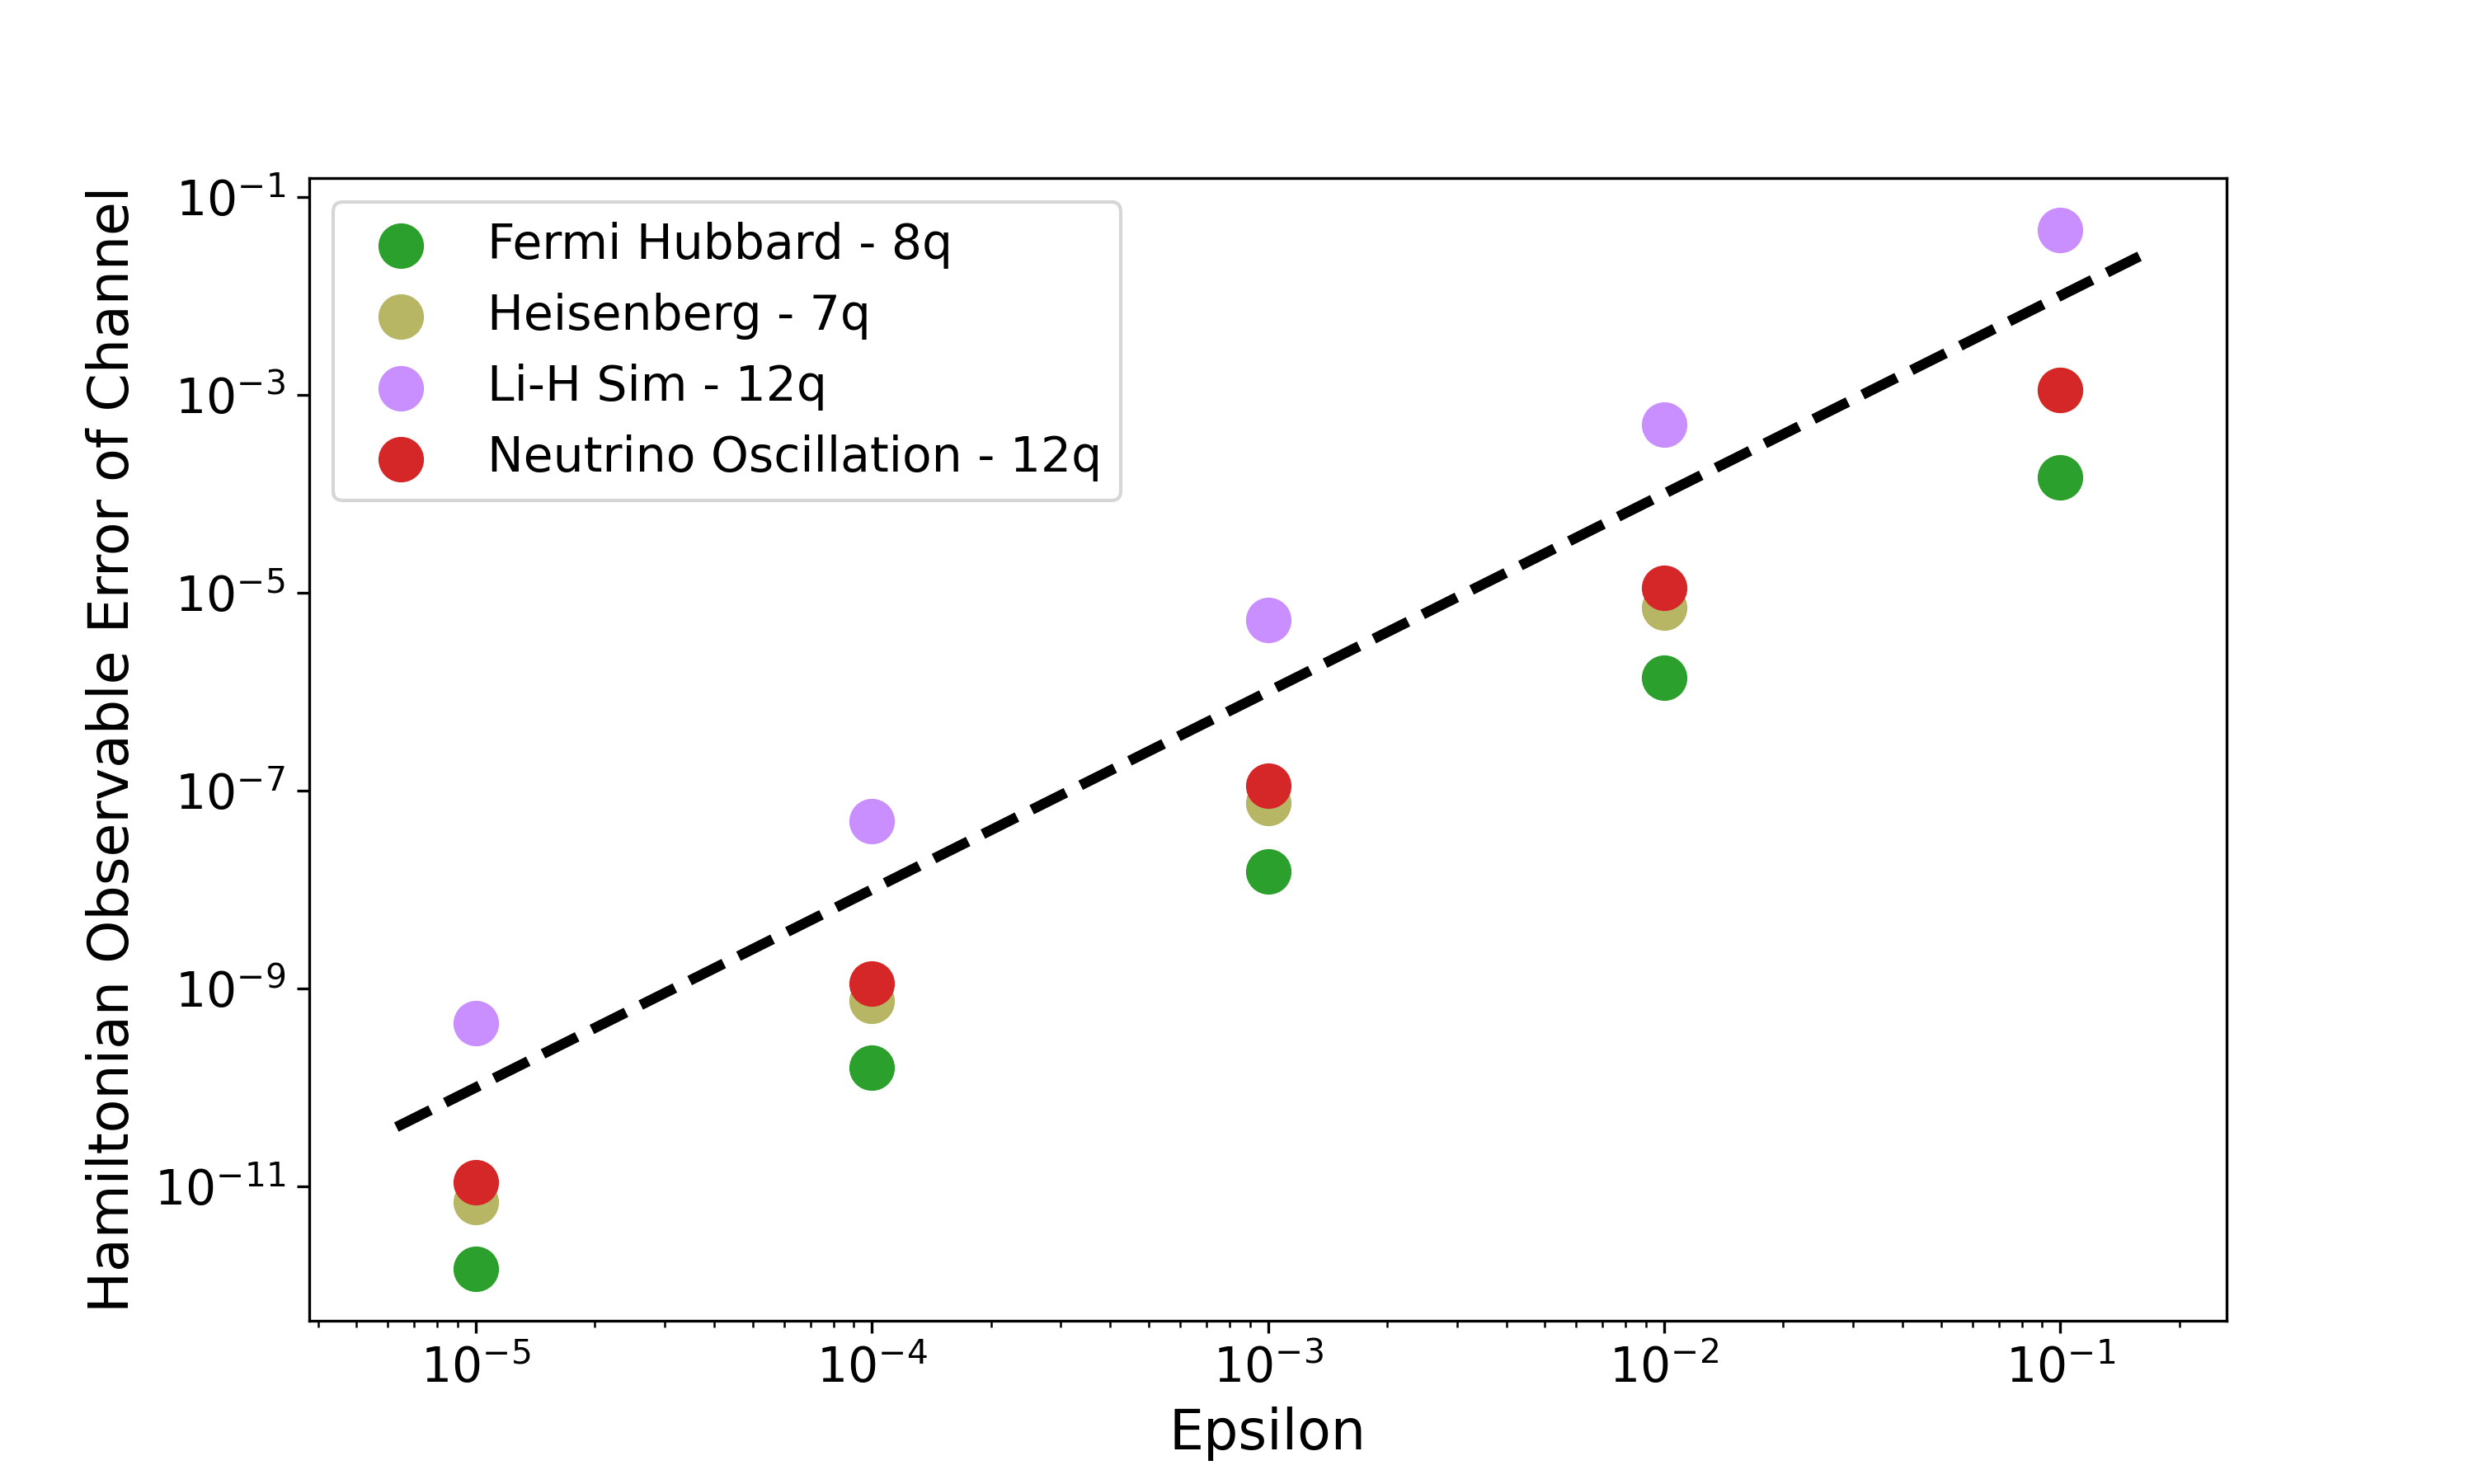 Hamiltonian Observable Error of Channel
10⁻¹
10⁻³
10⁻⁵
10⁻⁷
10⁻⁹
10⁻¹¹
Fermi Hubbard - 8q
Heisenberg - 7q
Li-H Sim - 12q
Neutrino Oscillation - 12q
10⁻⁵ 10⁻⁴ 10⁻³ 10⁻² 10⁻¹
Epsilon